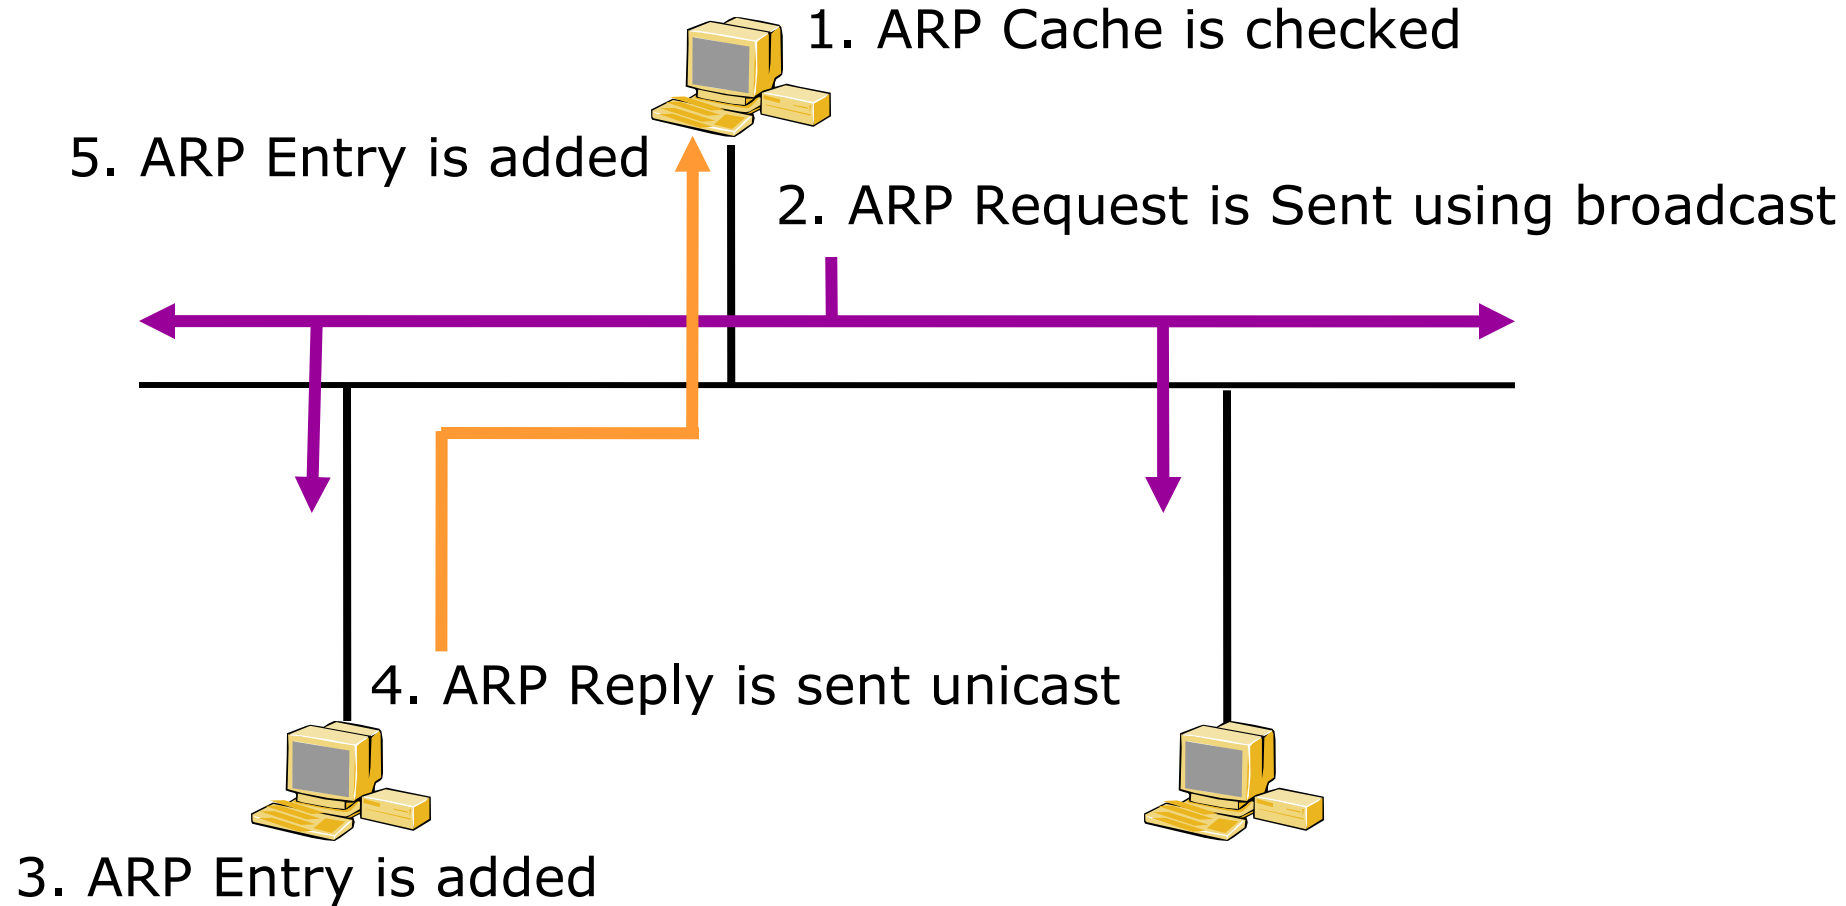 1. ARP Cache is checked
5. ARP Entry is added
2. ARP Request is Sent using broadcast
4. ARP Reply is sent unicast
3. ARP Entry is added